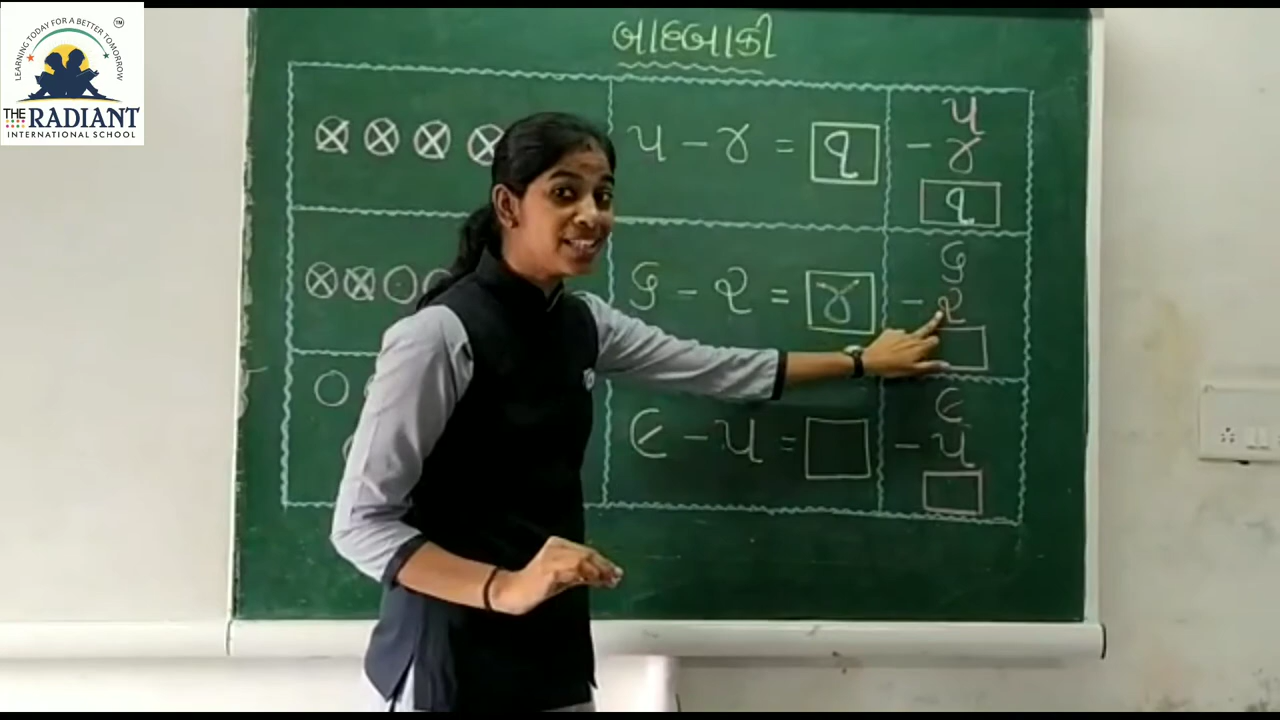 LEARNING TODAY FOR A BETTER TOMORROW
TM
THE RADIANT
INTERNATIONAL SCHOOL
બાદબાકી
૫ - ૪ = ૧
૫
- ૪
૧
૬ - ૨ = ૪
૬
- ૨
૯ - ૫ =
૯
- ૫